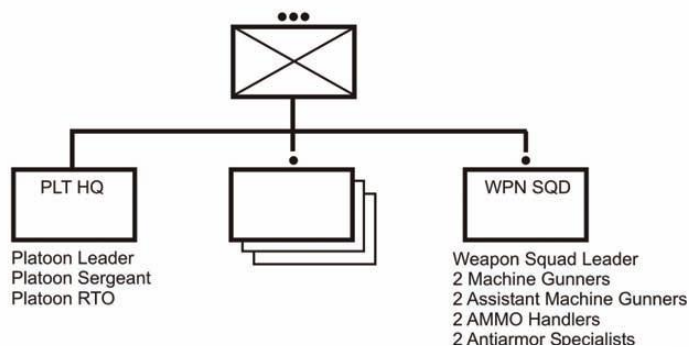 PLT HQ
WPN SQD
Platoon Leader
Platoon Sergeant
Platoon RTO
Weapon Squad Leader
2 Machine Gunners
2 Assistant Machine Gunners
2 AMMO Handlers
2 Antiarmor Specialists